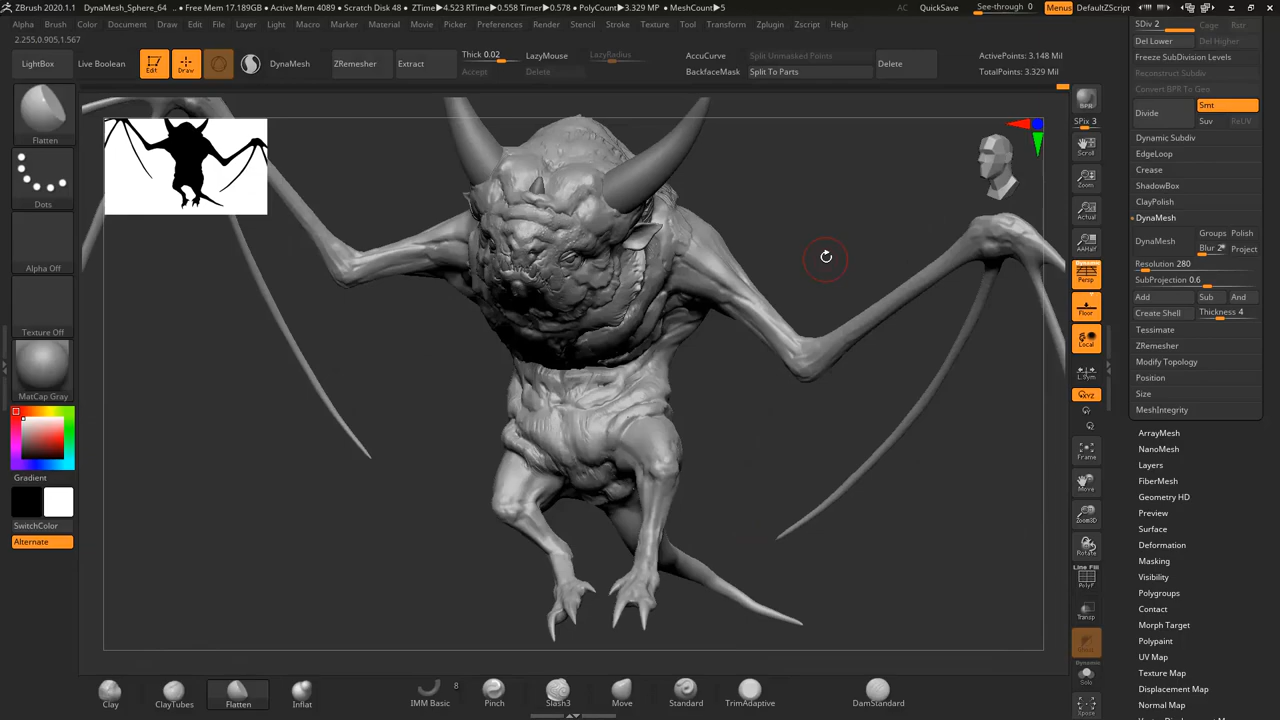 ZBrush 2020.1.1 DynaMesh_Sphere_64 .. • Free Mem 17.189GB • Active Mem 4089 • Scratch Disk 48 • ZTime▶4.523 RTime▶0.558 Timer▶0.578 • PolyCount▶3.329 MP • MeshCount▶5 AC QuickSave See-through 0 Menus DefaultZScript
Alpha Brush Color Document Draw Edit File Layer Light Macro Marker Material Movie Picker Preferences Render Stencil Stroke Texture Tool Transform Zplugin Zscript Help
2.255,0.905,1.567
LightBox Live Boolean Edit Draw DynaMesh ZRemesher Extract
Thick 0.02 LazyMouse LazyRadius AccuCurve Split Unmasked Points ActivePoints: 3.148 Mil
Accept Delete BackfaceMask Split To Parts Delete TotalPoints: 3.329 Mil
Flatten
Dots
Alpha Off
Texture Off
MatCap Gray
Gradient
SwitchColor
Alternate
BPR
SPix 3
Scroll
Zoom
Actual
AAHalf
Dynamic
Persp
Floor
Local
L.Sym
XYZ
Frame
Move
Zoom3D
Rotate
Line Fill
PolyF
Transp
Ghost
Dynamic
Solo
Xpose
SDiv 2 Cage Rstr
Del Lower Del Higher
Freeze SubDivision Levels
Reconstruct Subdiv
Convert BPR To Geo
Divide Smt
Suv ReUV
Dynamic Subdiv
EdgeLoop
Crease
ShadowBox
ClayPolish
DynaMesh
DynaMesh Groups Polish
Blur 2 Project
Resolution 280
SubProjection 0.6
Add Sub And
Create Shell Thickness 4
Tessimate
ZRemesher
Modify Topology
Position
Size
MeshIntegrity
ArrayMesh
NanoMesh
Layers
FiberMesh
Geometry HD
Preview
Surface
Deformation
Masking
Visibility
Polygroups
Contact
Morph Target
Polypaint
UV Map
Texture Map
Displacement Map
Normal Map
Clay ClayTubes Flatten Inflat IMM Basic 8 Pinch Slash3 Move Standard TrimAdaptive DamStandard